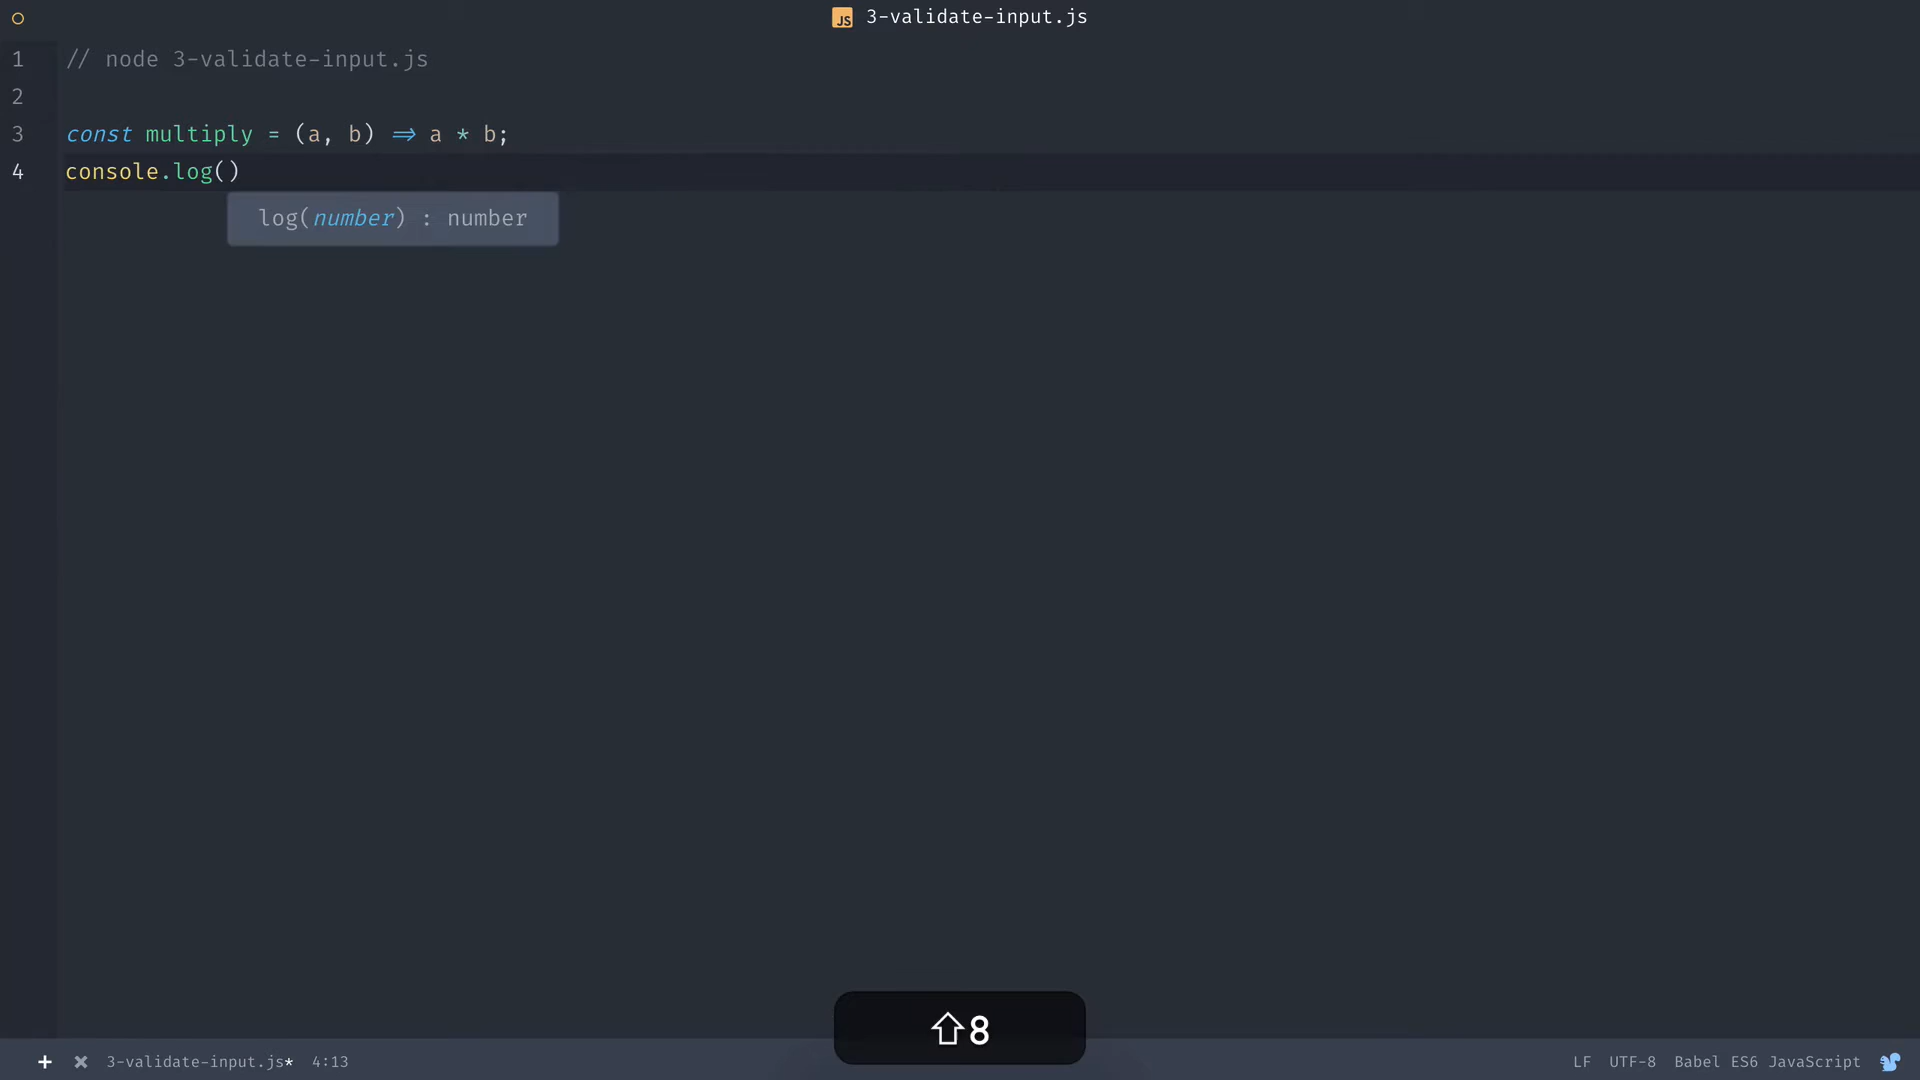 JS 3-validate-input.js
1 // node 3-validate-input.js
2
3 const multiply = (a, b) => a * b;
4 console.log()
log(number) : number
⇧8
+ × 3-validate-input.js* 4:13 LF UTF-8 Babel ES6 JavaScript